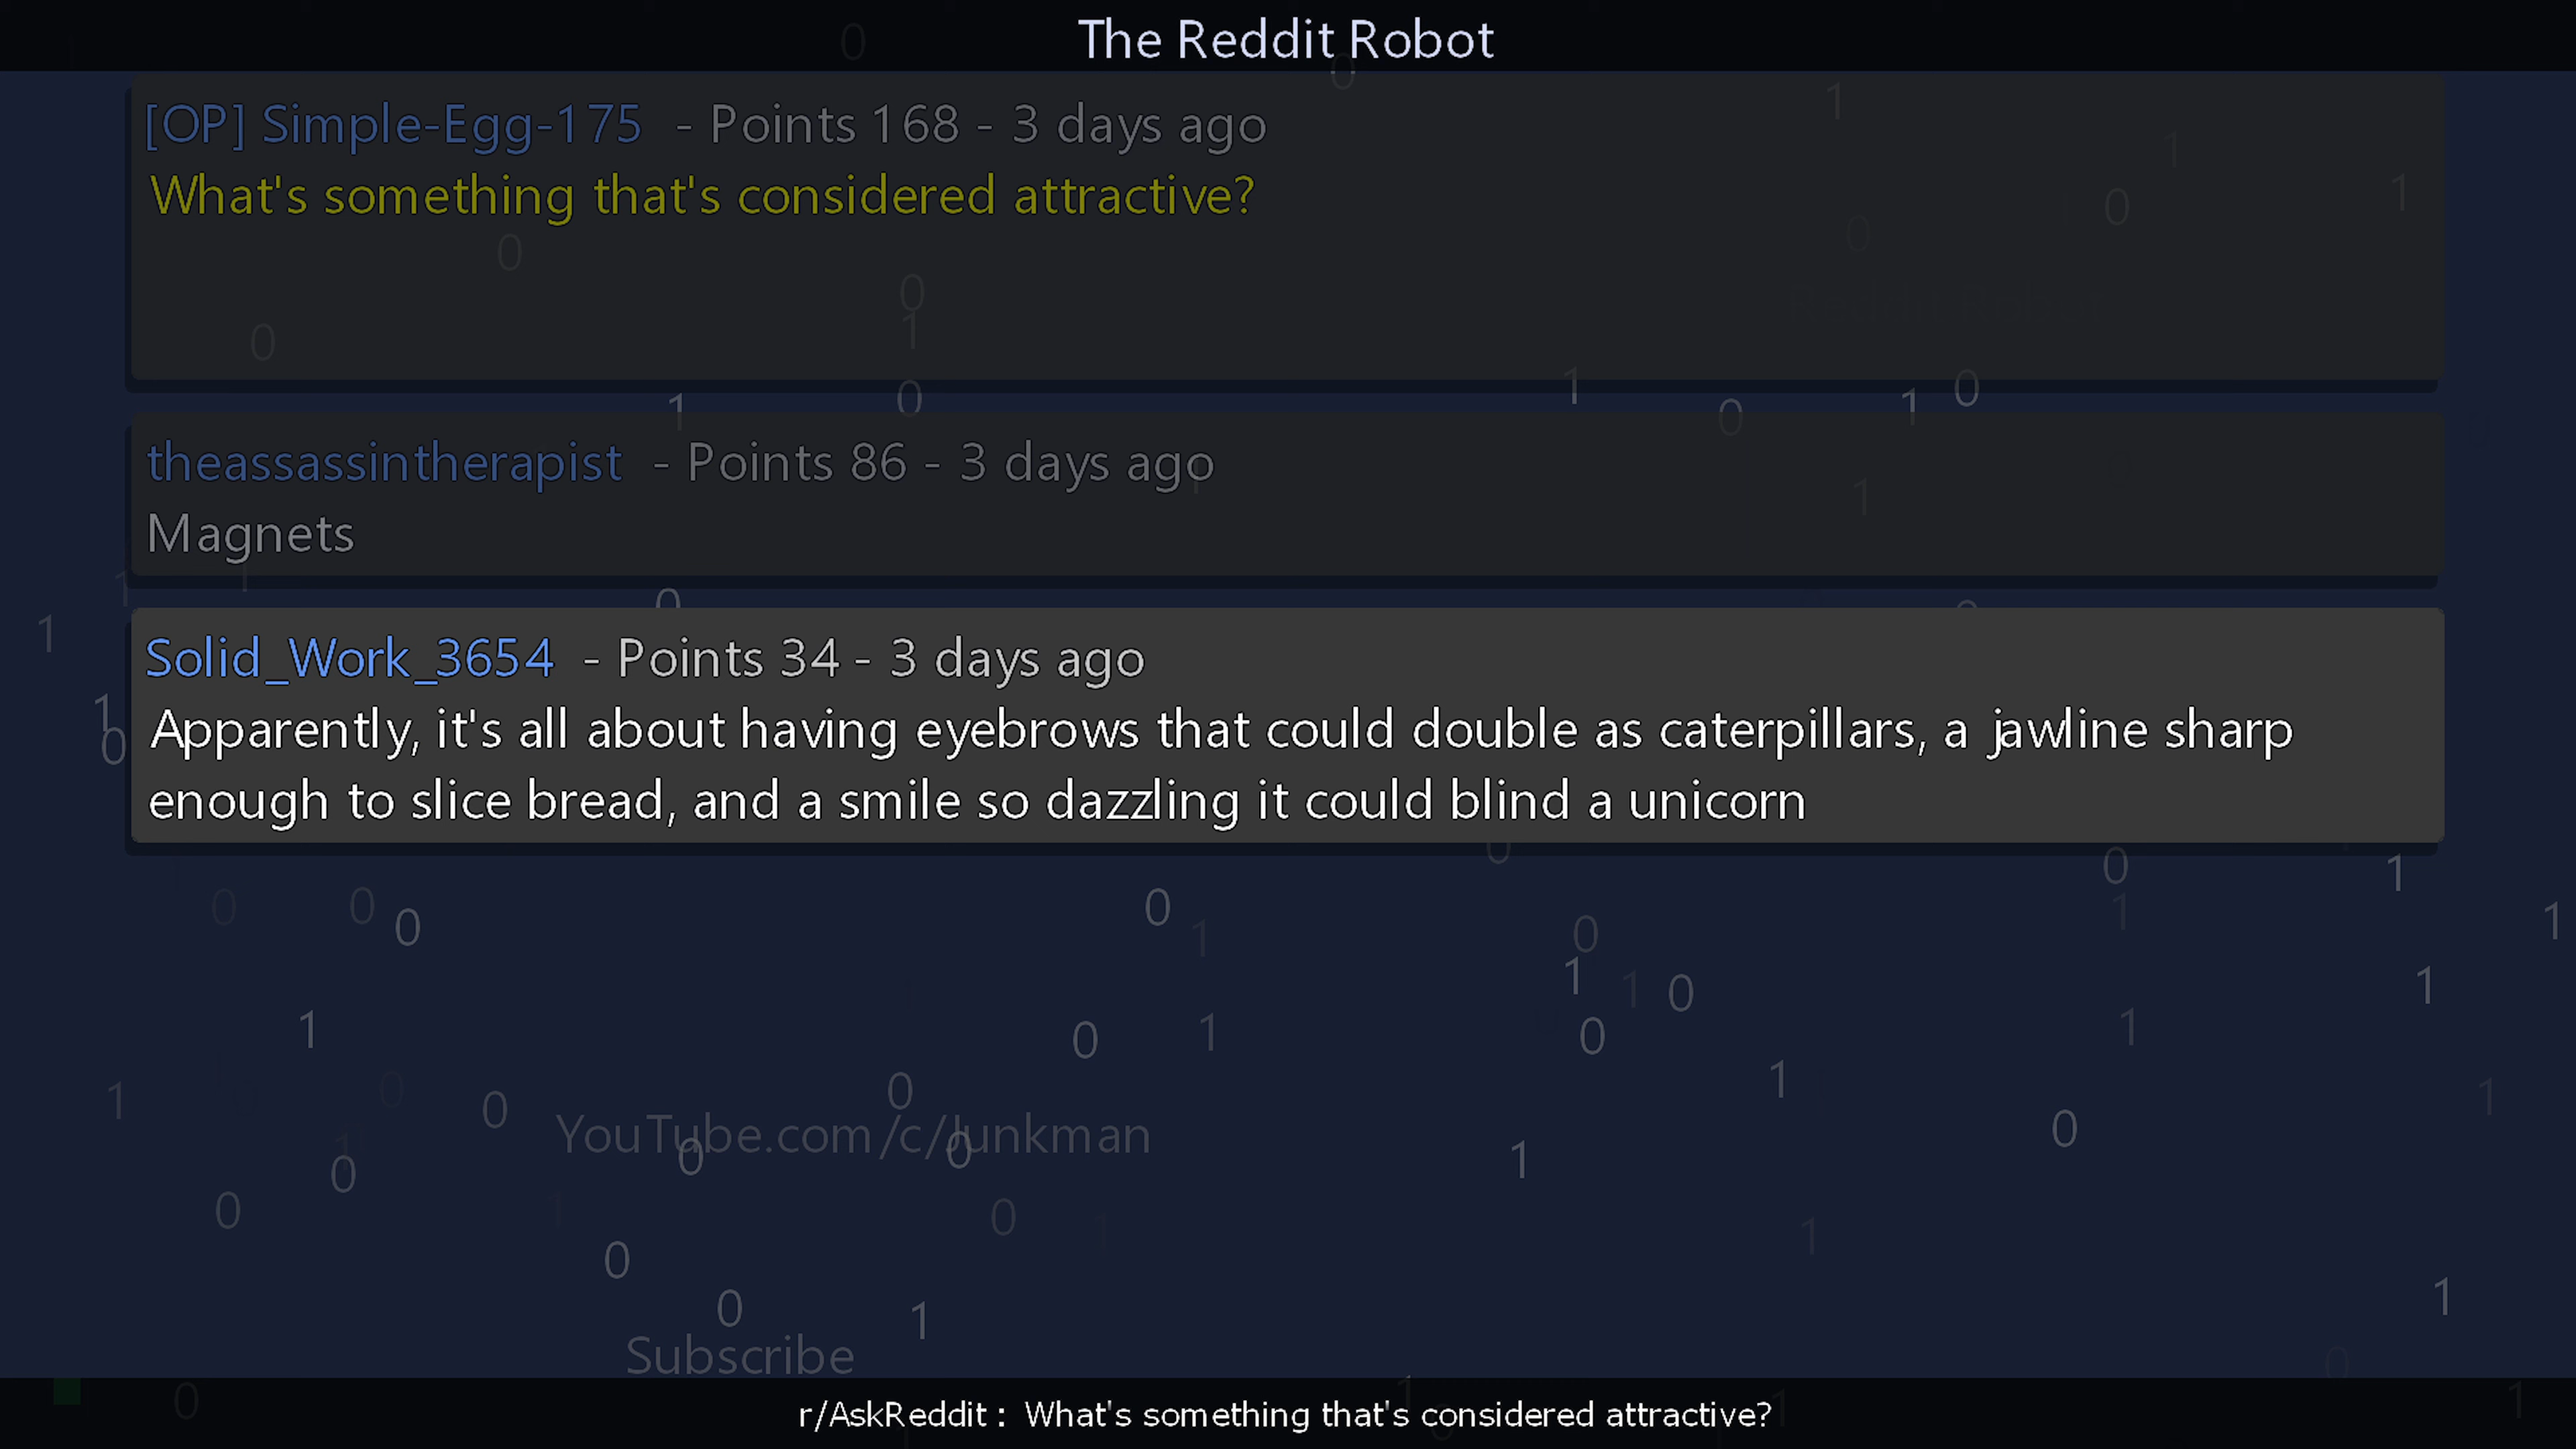 The Reddit Robot
[OP] Simple-Egg-175 - Points 168 - 3 days ago
What's something that's considered attractive?
theassassintherapist - Points 86 - 3 days ago
Magnets
Solid_Work_3654 - Points 34 - 3 days ago
Apparently, it's all about having eyebrows that could double as caterpillars, a jawline sharp
enough to slice bread, and a smile so dazzling it could blind a unicorn
YouTube.com/c/Junkman
Subscribe
r/AskReddit : What's something that's considered attractive?